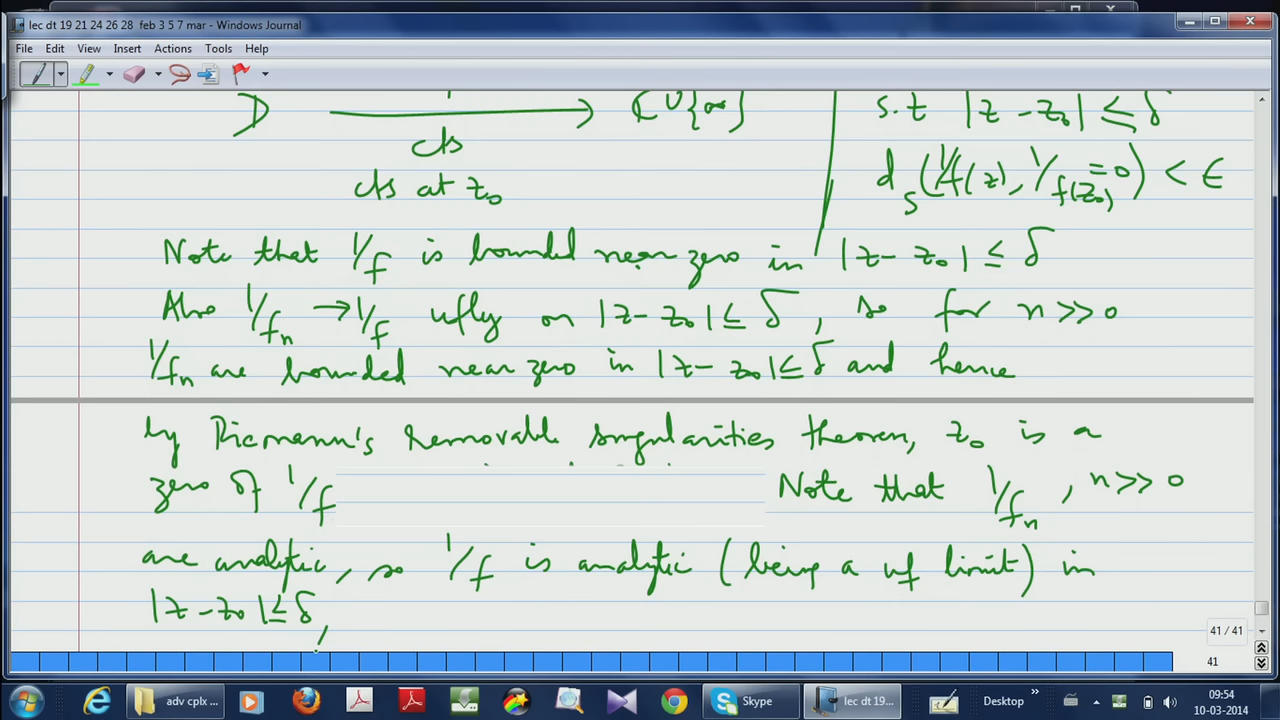 lec dt 19 21 24 26 28 feb 3 5 7 mar - Windows Journal
File Edit View Insert Actions Tools Help
D ⟶ ℂ ∪ {∞}
cts
cts at z₀
s.t |z - z₀| ≤ δ
d_s (1/f(z), 1/f(z₀) = 0) < ε
Note that 1/f is bounded near zero in |z - z₀| ≤ δ
Also 1/fₙ → 1/f ufly on |z - z₀| ≤ δ, so for n >> 0
1/fₙ are bounded near zero in |z - z₀| ≤ δ and hence
by Riemann's removable singularities theorem, z₀ is a
zero of 1/f Note that 1/fₙ, n >> 0
are analytic, so 1/f is analytic (being a uf limit) in
|z - z₀| ≤ δ,
41 / 41
41
adv cplx ...
Skype
lec dt 19...
Desktop
09:54
10-03-2014